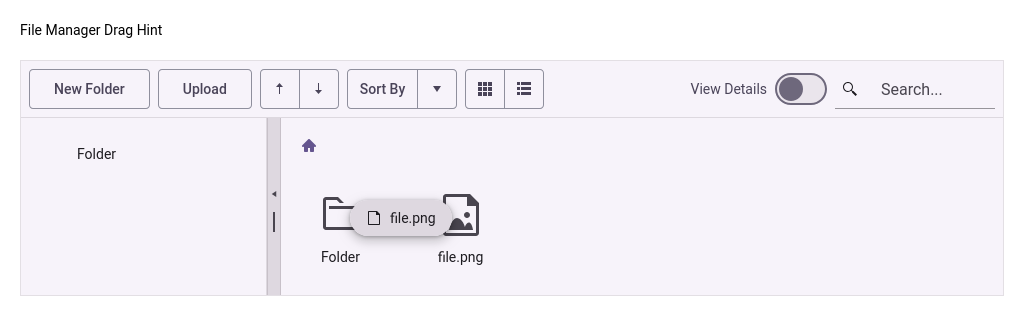 File Manager Drag Hint
New Folder Upload Sort By View Details Search...
Folder
file.png
Folder file.png